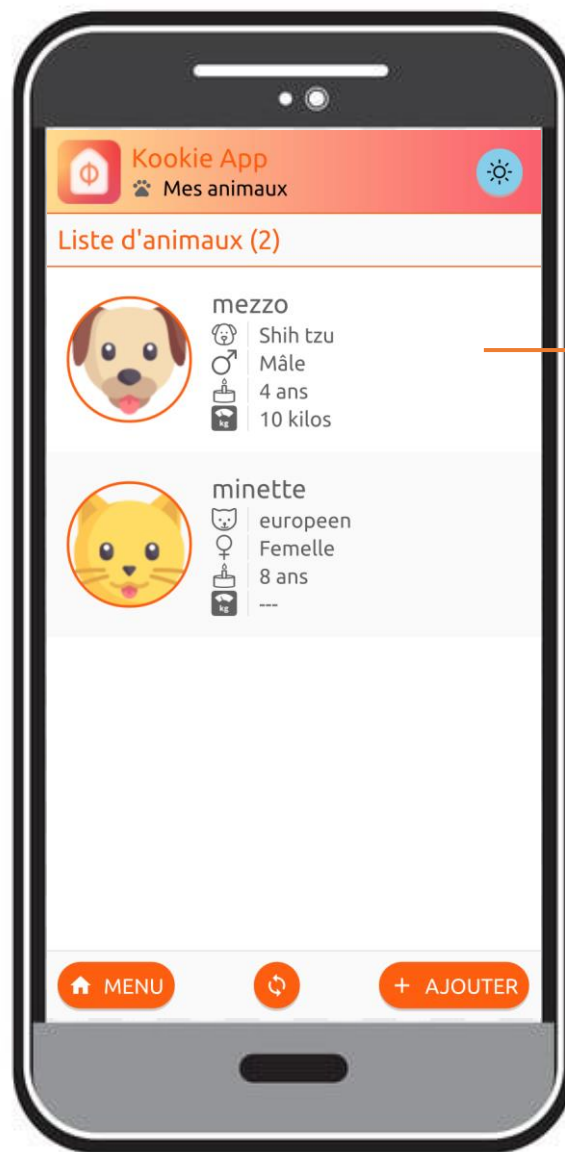 Kookie App
Mes animaux
Liste d'animaux (2)
mezzo
Shih tzu
Mâle
4 ans
kg 10 kilos
minette
europeen
Femelle
8 ans
kg ---
MENU
+ AJOUTER